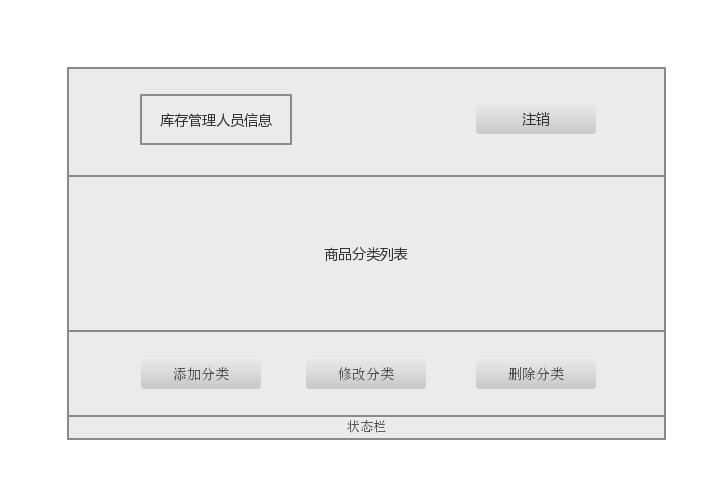 库存管理人员信息
注销
商品分类列表
添加分类
修改分类
删除分类
状态栏